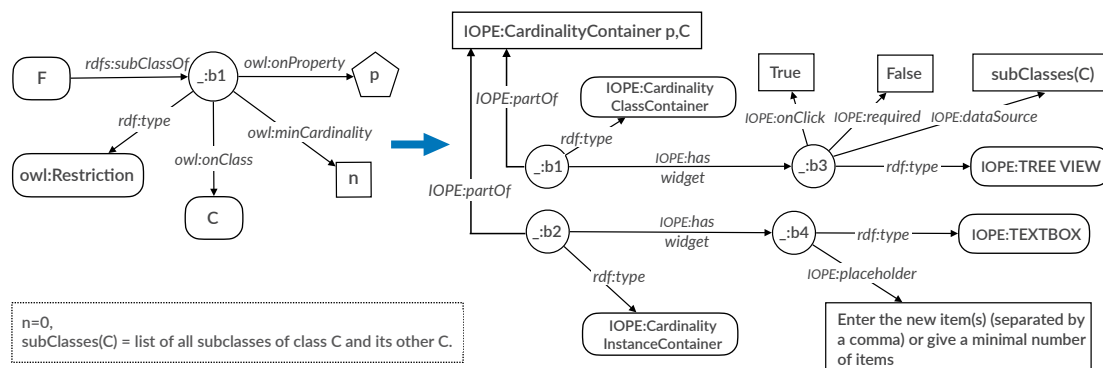 IOPE:CardinalityContainer p,C
F
rdfs:subClassOf
_:b1
owl:onProperty
p
rdf:type
owl:minCardinality
owl:onClass
owl:Restriction
n
C
IOPE:partOf
IOPE:partOf
IOPE:Cardinality
ClassContainer
rdf:type
_:b1
IOPE:has
widget
_:b3
True
False
subClasses(C)
IOPE:onClick
IOPE:required
IOPE:dataSource
rdf:type
IOPE:TREE VIEW
_:b2
IOPE:has
widget
_:b4
rdf:type
IOPE:TEXTBOX
rdf:type
IOPE:placeholder
IOPE:Cardinality
InstanceContainer
Enter the new item(s) (separated by
a comma) or give a minimal number
of items
n=0,
subClasses(C) = list of all subclasses of class C and its other C.